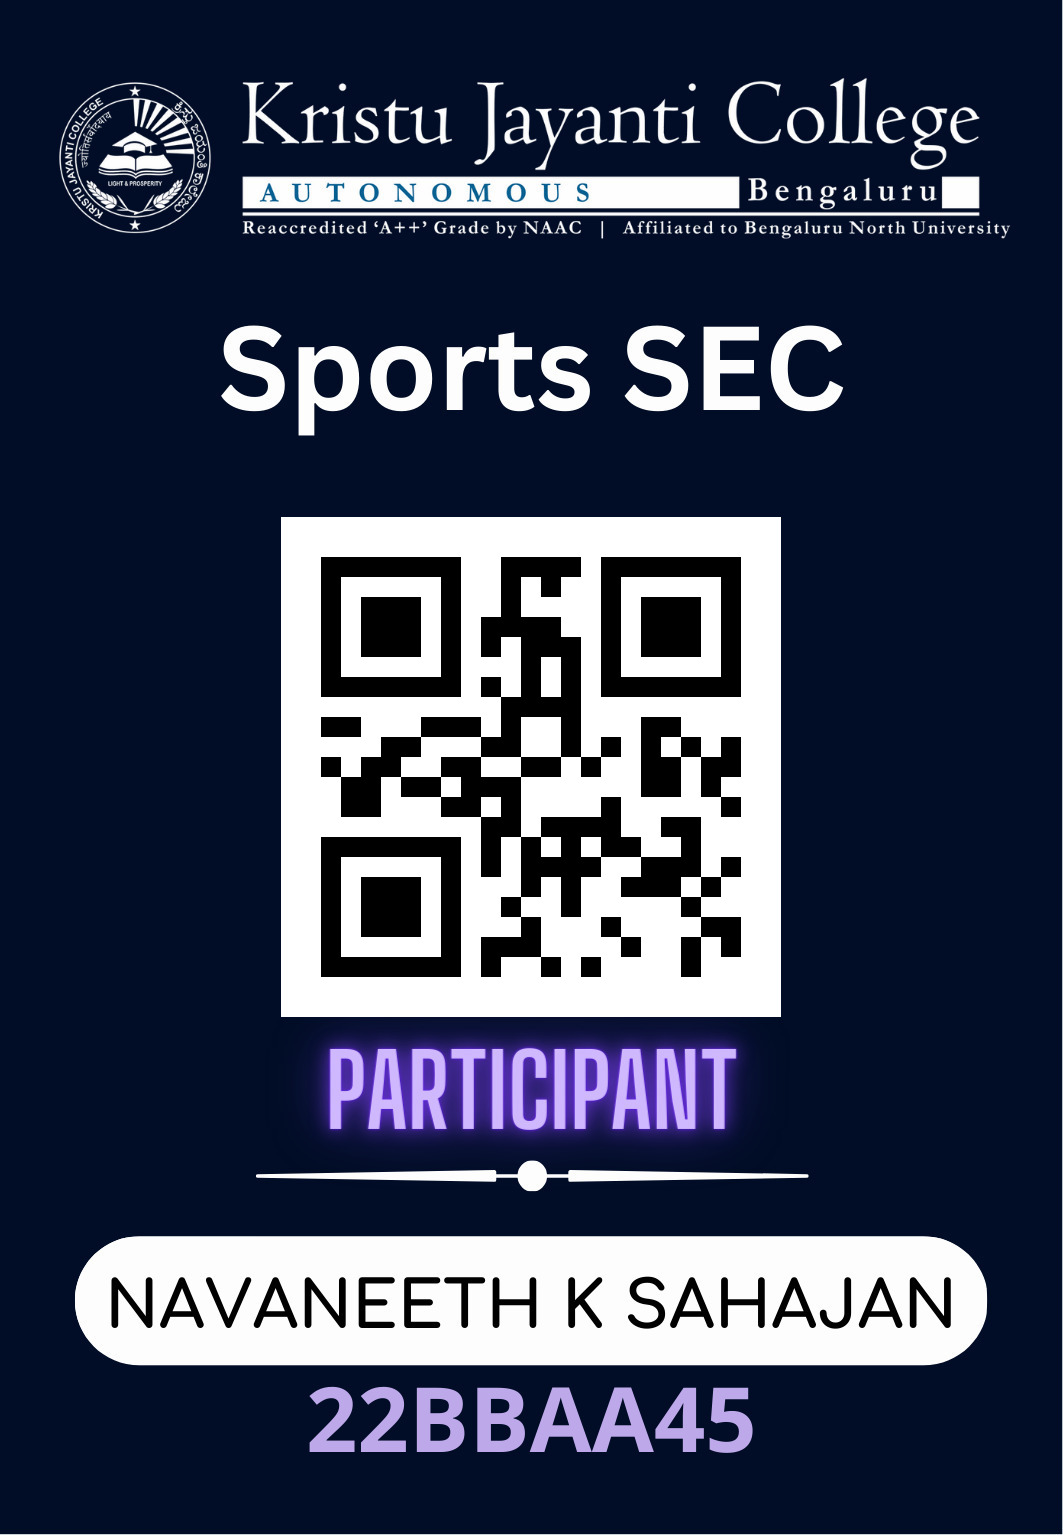 KRISTU JAYANTI COLLEGE
ಕ್ರಿಸ್ತು ಜಯಂತಿ ಕಾಲೇಜು
LIGHT & PROSPERITY
Kristu Jayanti College
AUTONOMOUS Bengaluru
Reaccredited ‘A++’ Grade by NAAC | Affiliated to Bengaluru North University
Sports SEC
PARTICIPANT
NAVANEETH K SAHAJAN
22BBAA45